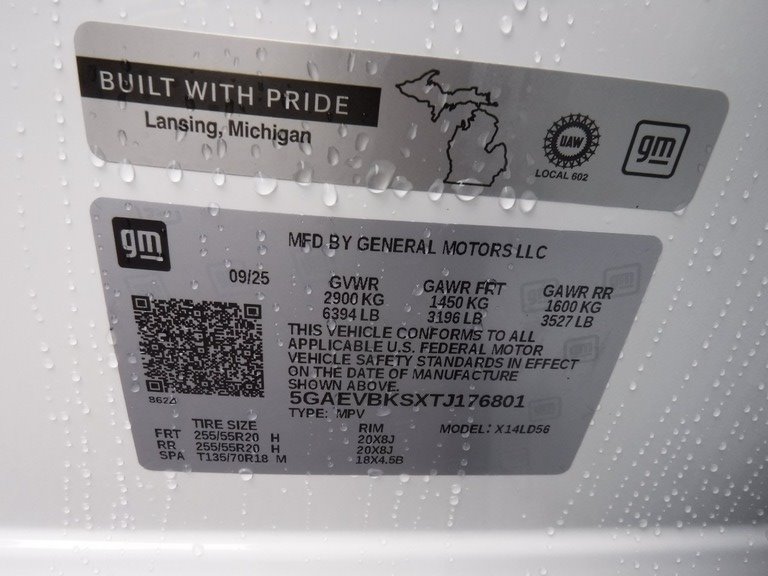 BUILT WITH PRIDE
Lansing, Michigan
UAW
LOCAL 602
gm
gm
MFD BY GENERAL MOTORS LLC
09/25
GVWR GAWR FRT GAWR RR
2900 KG 1450 KG 1600 KG
6394 LB 3196 LB 3527 LB
THIS VEHICLE CONFORMS TO ALL
APPLICABLE U.S. FEDERAL MOTOR
VEHICLE SAFETY STANDARDS IN EFFECT
ON THE DATE OF MANUFACTURE
SHOWN ABOVE.
5GAEVBKSXTJ176801
TYPE: MPV MODEL: X14LD56
TIRE SIZE RIM
FRT 255/55R20 H 20X8J
RR 255/55R20 H 20X8J
SPA T135/70R18 M 18X4.5B